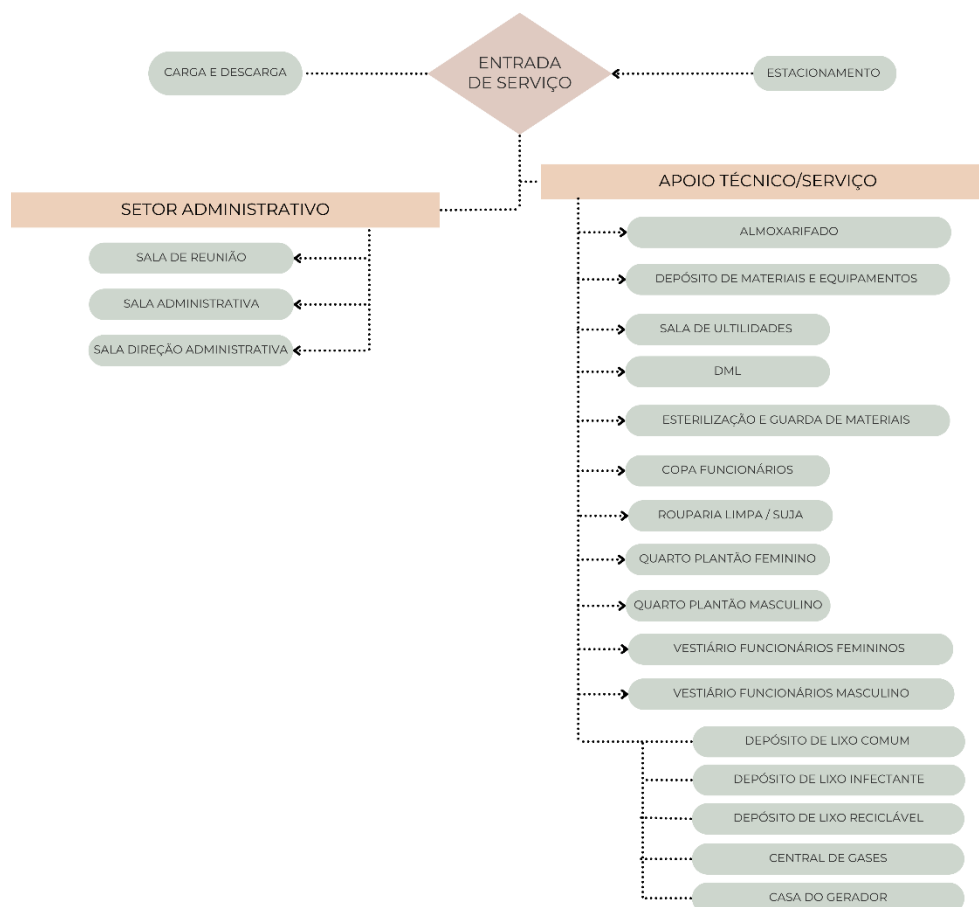 CARGA E DESCARGA
ENTRADA
DE SERVIÇO
ESTACIONAMENTO
SETOR ADMINISTRATIVO
SALA DE REUNIÃO
SALA ADMINISTRATIVA
SALA DIREÇÃO ADMINISTRATIVA
APOIO TÉCNICO/SERVIÇO
ALMOXARIFADO
DEPÓSITO DE MATERIAIS E EQUIPAMENTOS
SALA DE ULTILIDADES
DML
ESTERILIZAÇÃO E GUARDA DE MATERIAIS
COPA FUNCIONÁRIOS
ROUPARIA LIMPA / SUJA
QUARTO PLANTÃO FEMININO
QUARTO PLANTÃO MASCULINO
VESTIÁRIO FUNCIONÁRIOS FEMININOS
VESTIÁRIO FUNCIONÁRIOS MASCULINO
DEPÓSITO DE LIXO COMUM
DEPÓSITO DE LIXO INFECTANTE
DEPÓSITO DE LIXO RECICLÁVEL
CENTRAL DE GASES
CASA DO GERADOR